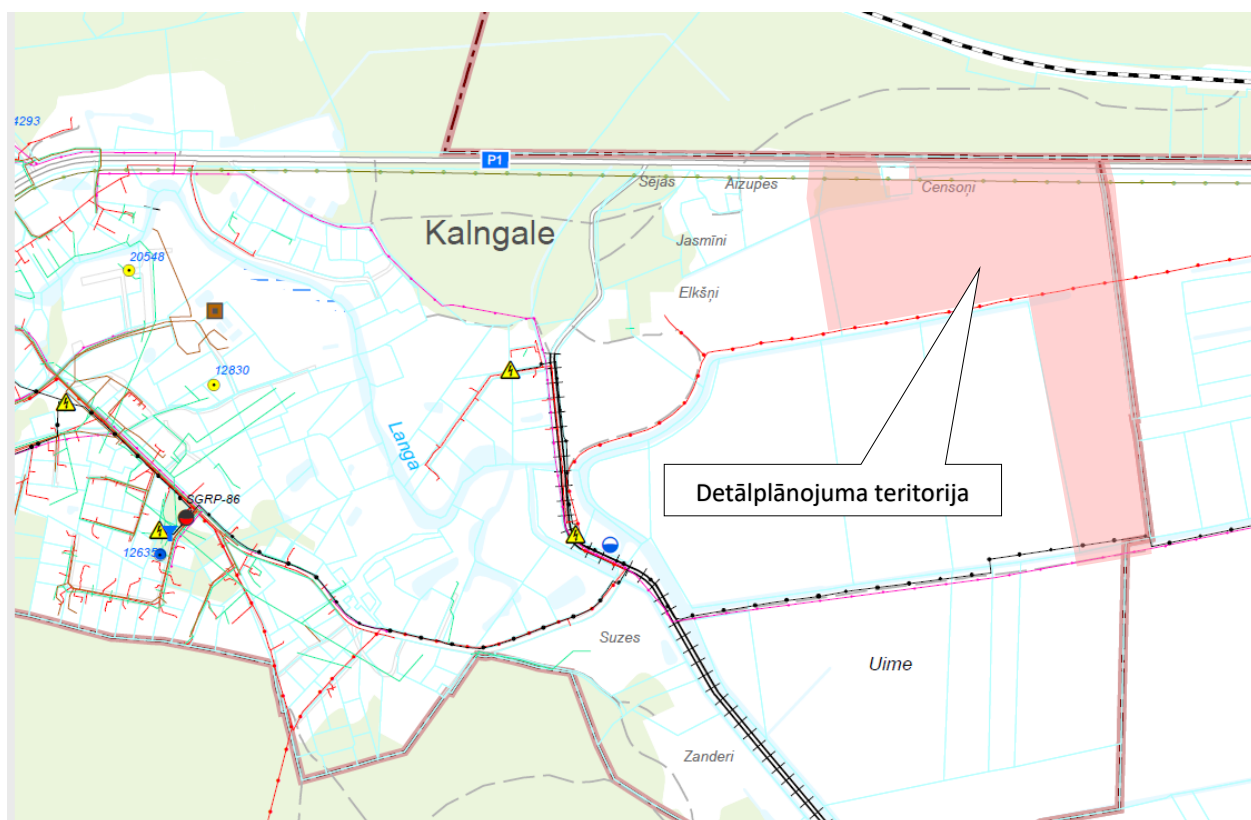 4293
P1
Sējas
Aizupes
Censoņi
Kalngale
Jasmīni
20548
Elkšņi
12830
Langa
Detālplānojuma teritorija
SGRP-86
12635
Suzes
Uime
Zanderi